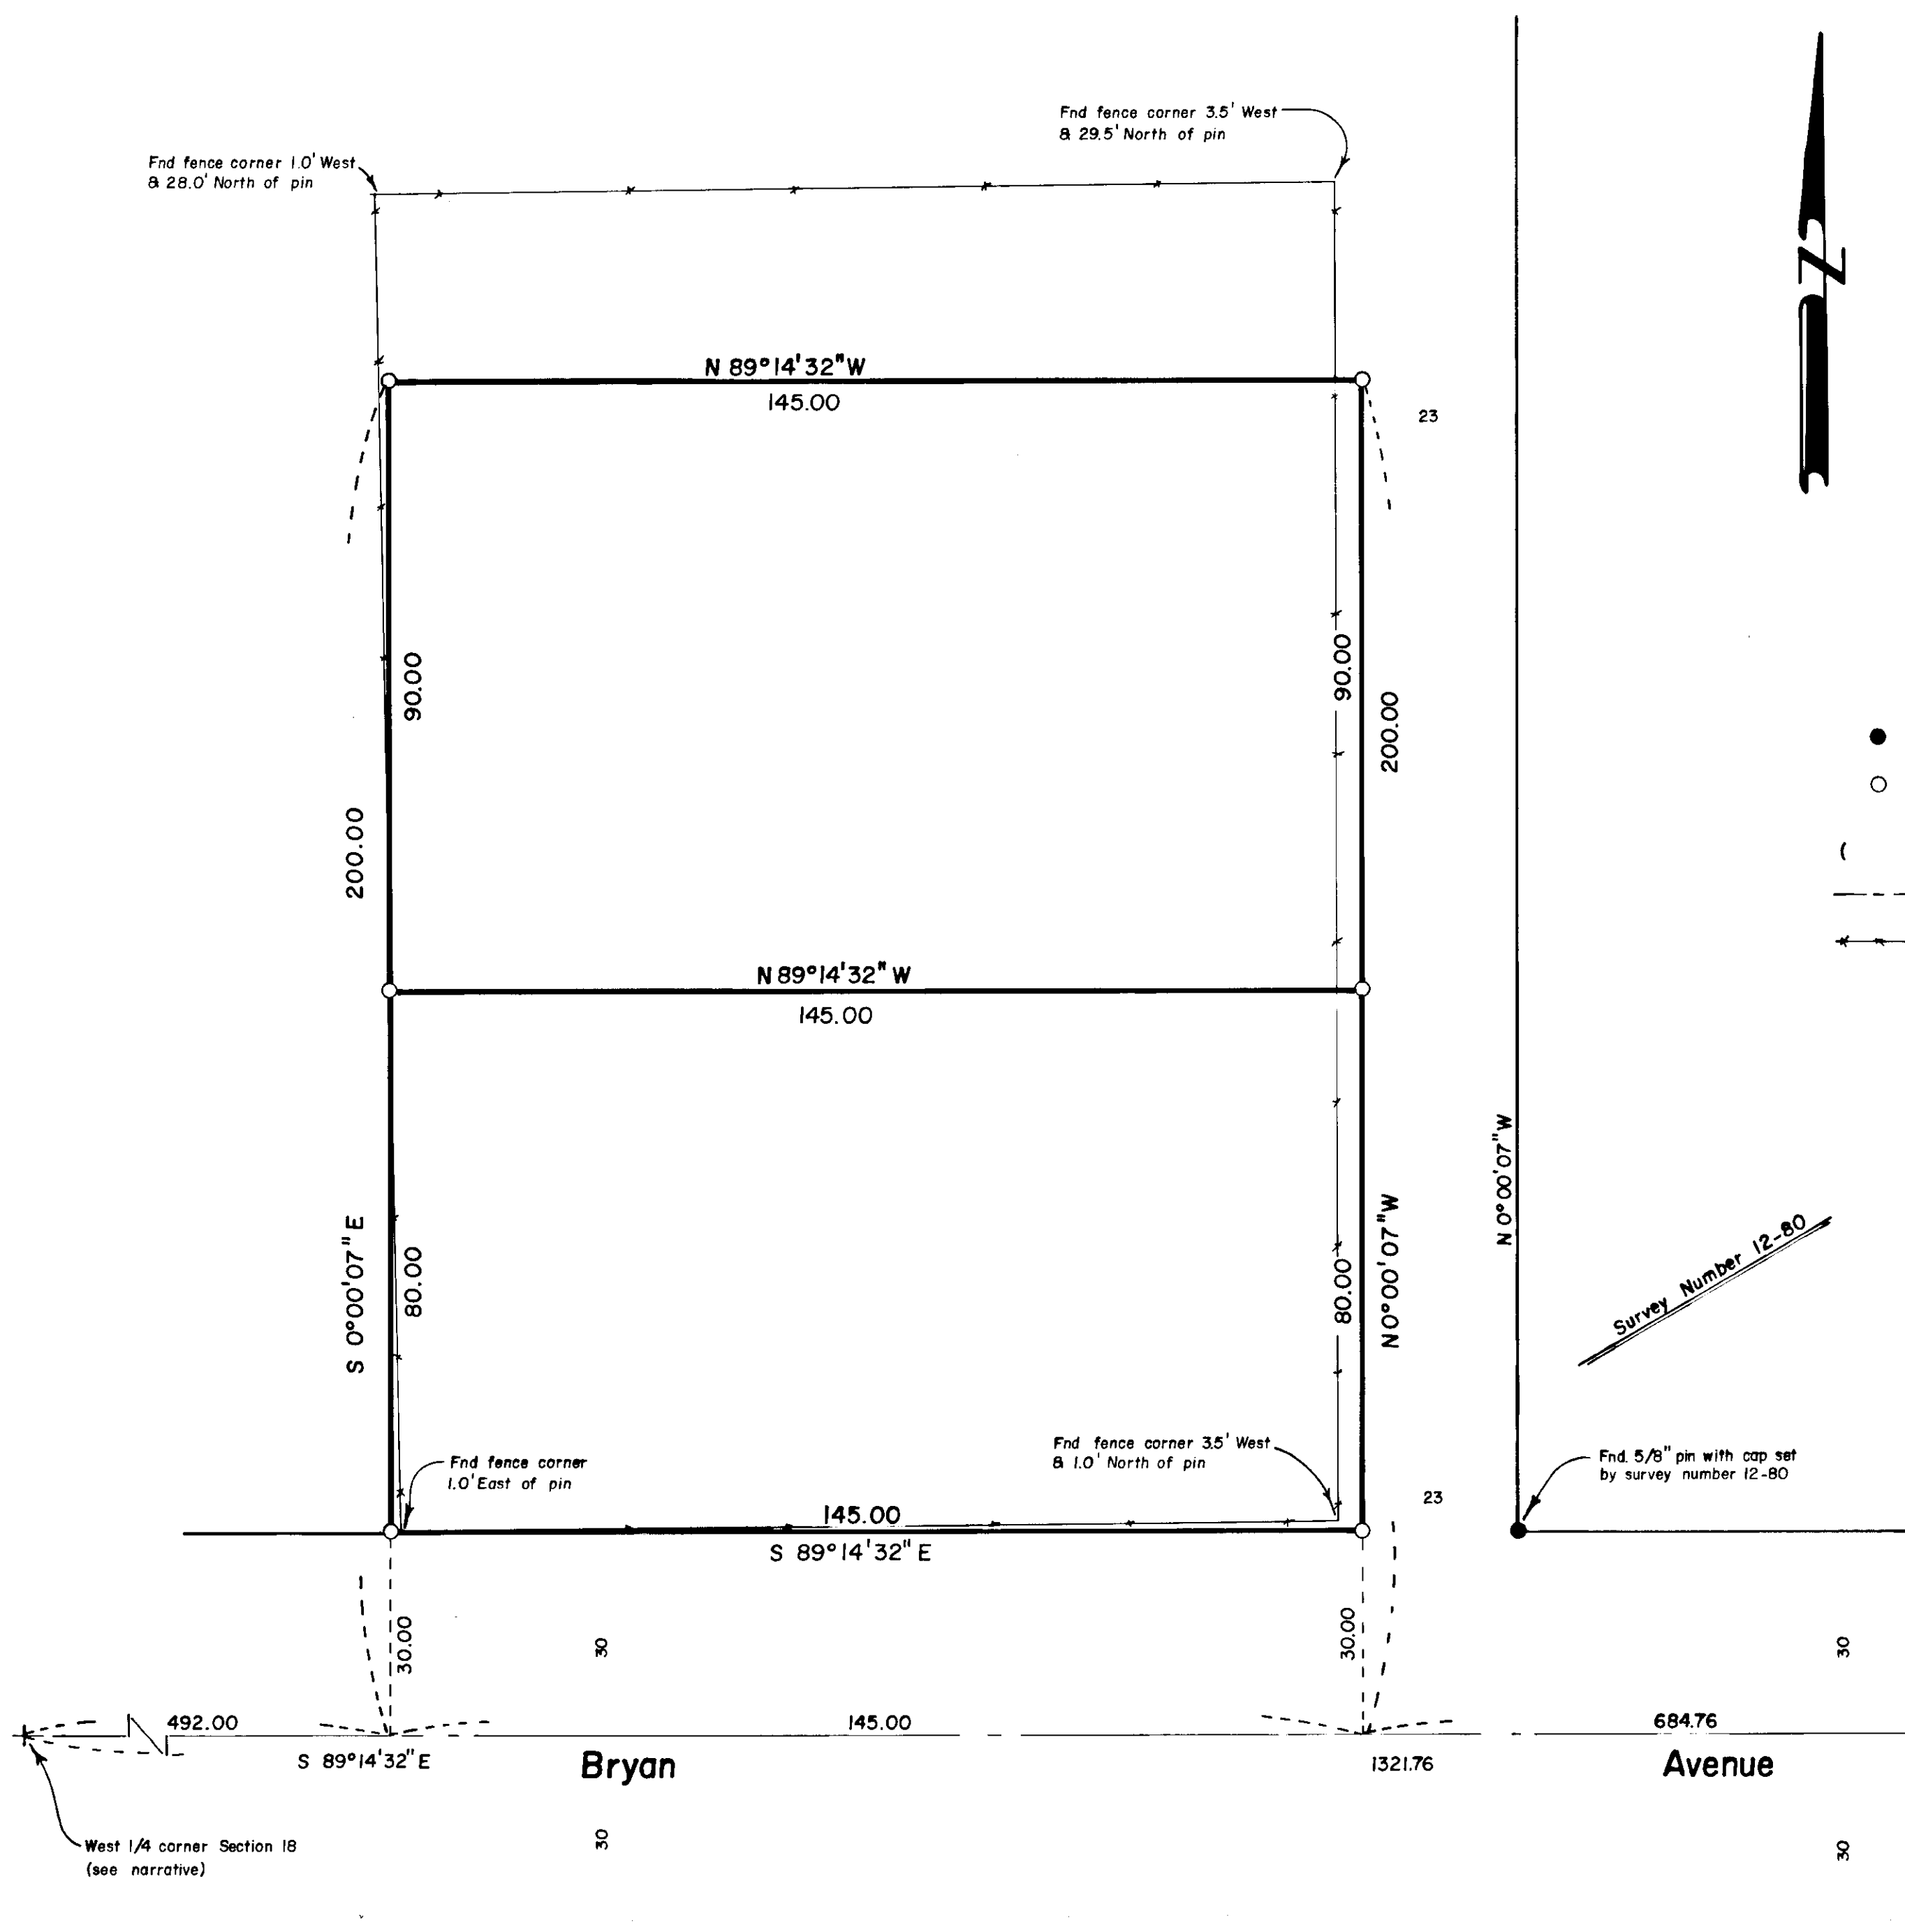 Fnd fence corner 3.5' West
& 29.5' North of pin
Fnd fence corner 1.0' West
& 28.0' North of pin
N
N 89°14'32" W
145.00
23
90.00
90.00
200.00
200.00
N 89°14'32" W
145.00
S 0°00'07" E
80.00
80.00
N 0°00'07" W
N 0°00'07" W
Survey Number 12-80
Fnd fence corner
1.0' East of pin
Fnd fence corner 3.5' West
& 1.0' North of pin
Fnd. 5/8" pin with cap set
by survey number 12-80
23
145.00
S 89°14'32" E
30.00
30
30.00
30
492.00
145.00
684.76
S 89°14'32" E
Bryan
1321.76
Avenue
West 1/4 corner Section 18
(see narrative)
30
30